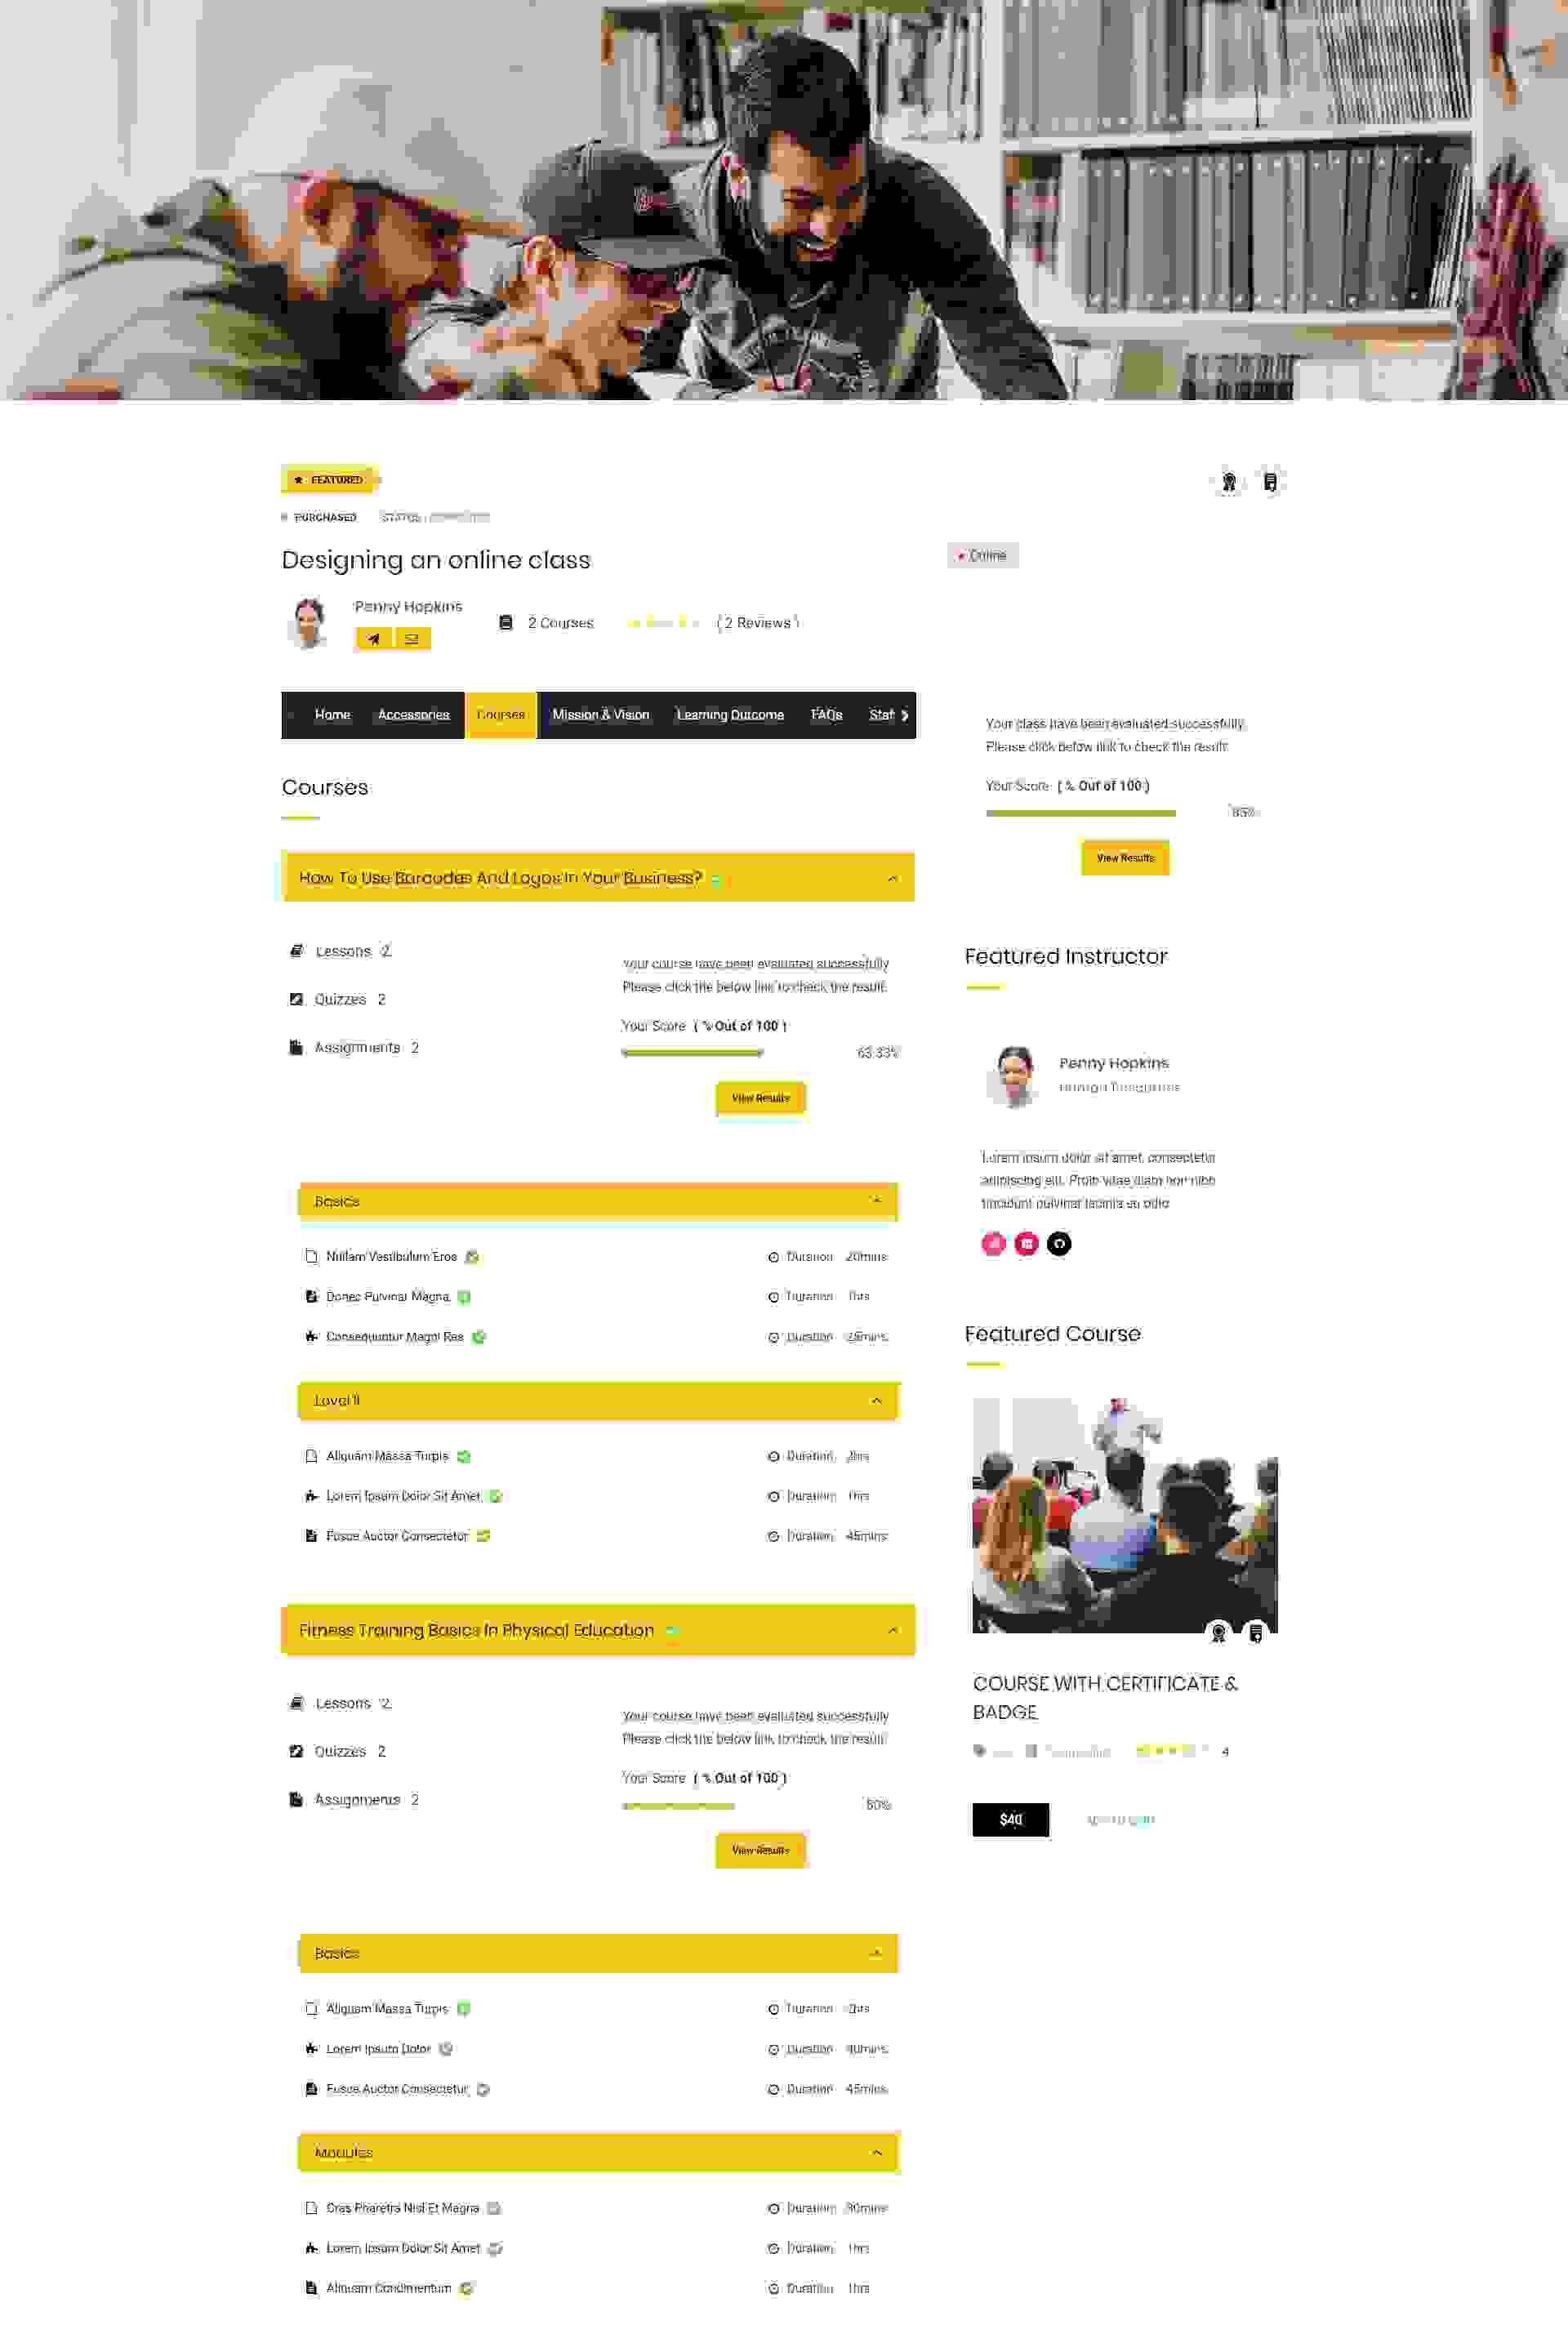 FEATURED
PURCHASED
Designing an online class
Online
Penny Hopkins
2 Courses
( 2 Reviews )
Home Accessories Courses Mission & Vision Learning Outcome FAQs Staf
Your class have been evaluated successfully.
Please click below link to check the result.
Your Score ( % Out of 100 )
85%
View Results
Courses
How To Use Barcodes And Logos In Your Business?
Lessons 2
Quizzes 2
Assignments 2
Your course have been evaluated successfully
Please click the below link to check the result.
Your Score ( % Out of 100 )
63.33%
View Results
Basics
Nullam Vestibulum Eros Duration 20mins
Donec Pulvinar Magna Duration 1hrs
Consequuntur Magni Res Duration
Level II
Aliquam Massa Turpis Duration 2hrs
Lorem Ipsum Dolor Sit Amet Duration 1hrs
Fusce Auctor Consectetur Duration 45mins
Fitness Training Basics In Physical Education
Lessons 2
Quizzes 2
Assignments 2
Your course have been evaluated successfully
Please click the below link to check the result.
Your Score ( % Out of 100 )
50%
View Results
Basics
Aliquam Massa Turpis Duration 2hrs
Lorem Ipsum Dolor Duration
Fusce Auctor Consectetur Duration 45mins
Modules
Cras Pharetra Nisl Et Magna Duration
Lorem Ipsum Dolor Sit Amet Duration 1hrs
Aliquam Condimentum Duration 1hrs
Featured Instructor
Penny Hopkins
Lorem ipsum dolor sit amet, consectetur
adipiscing elit. Proin vitae diam non nibh
tincidunt pulvinar lacinia ac odio
Featured Course
COURSE WITH CERTIFICATE &
BADGE
4
$40